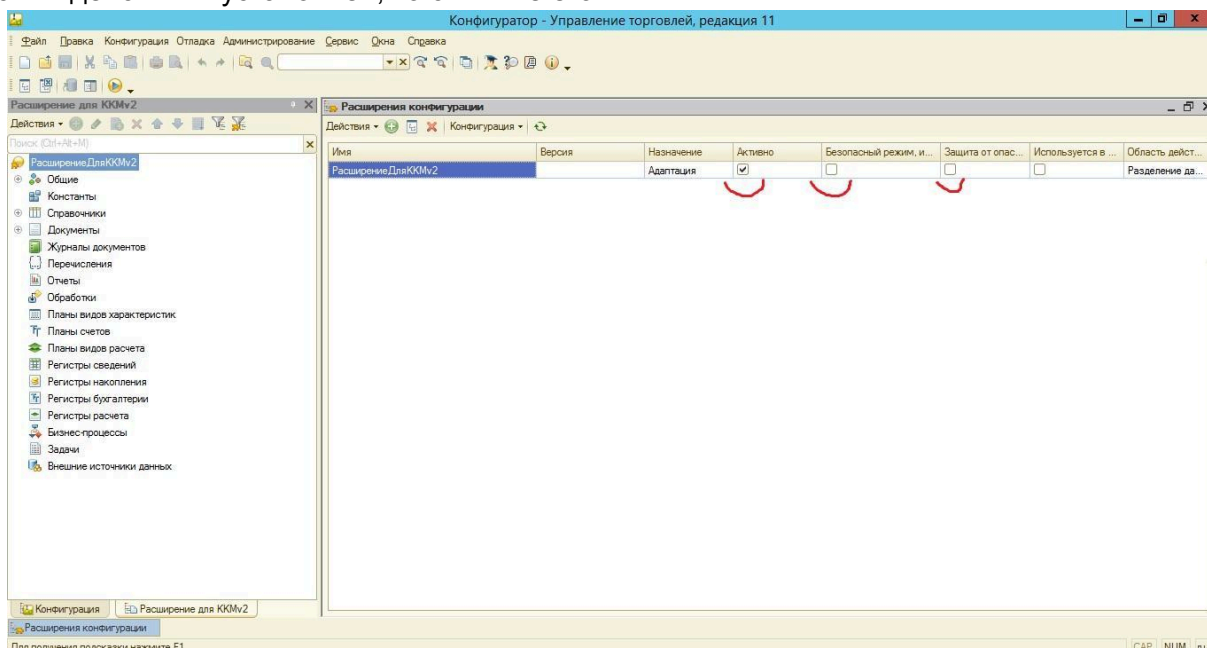 Конфигуратор - Управление торговлей, редакция 11
Файл Правка Конфигурация Отладка Администрирование Сервис Окна Справка
Расширение для ККМv2
Действия
Поиск (Ctrl+Alt+M)
РасширениеДляККМv2
Общие
Константы
Справочники
Документы
Журналы документов
Перечисления
Отчеты
Обработки
Планы видов характеристик
Планы счетов
Планы видов расчета
Регистры сведений
Регистры накопления
Регистры бухгалтерии
Регистры расчета
Бизнес-процессы
Задачи
Внешние источники данных
Конфигурация Расширение для ККМv2
Расширения конфигурации
Действия Конфигурация
Имя Версия Назначение Активно Безопасный режим, и... Защита от опас... Используется в ... Область дейст...
РасширениеДляККМv2 Адаптация Разделение да...
Расширения конфигурации
Для получения подсказки нажмите F1
CAP NUM